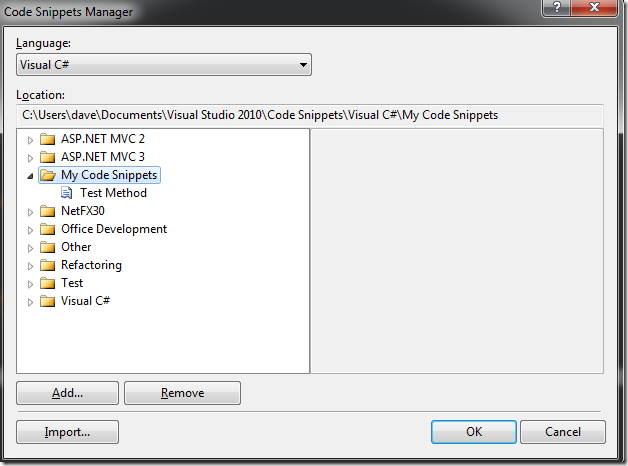 Code Snippets Manager
?
Language:
Visual C#
Location:
C:\Users\dave\Documents\Visual Studio 2010\Code Snippets\Visual C#\My Code Snippets
ASP.NET MVC 2
ASP.NET MVC 3
My Code Snippets
Test Method
NetFX30
Office Development
Other
Refactoring
Test
Visual C#
Add...
Remove
Import...
OK
Cancel